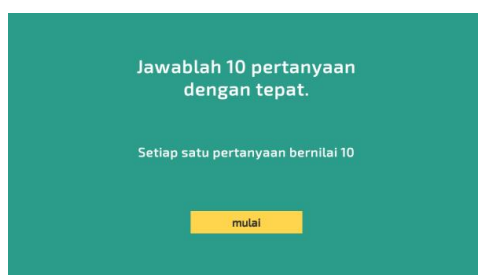 Jawablah 10 pertanyaan
dengan tepat.
Setiap satu pertanyaan bernilai 10
mulai